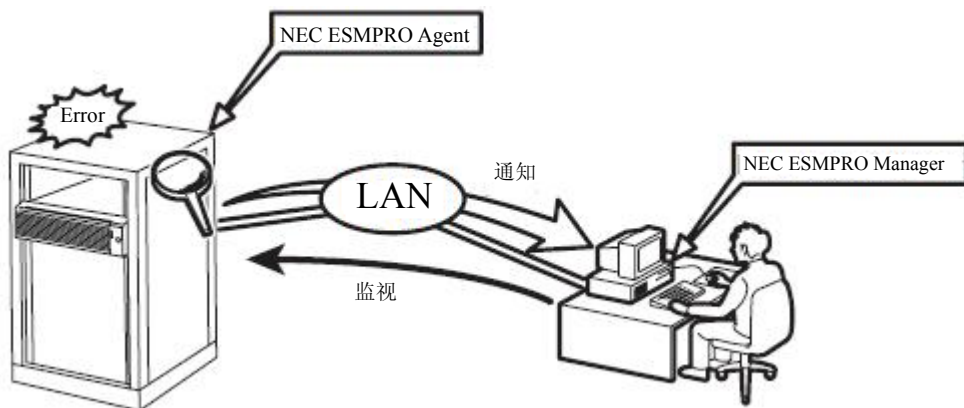 NEC ESMPRO Agent
Error
通知
NEC ESMPRO Manager
LAN
监视